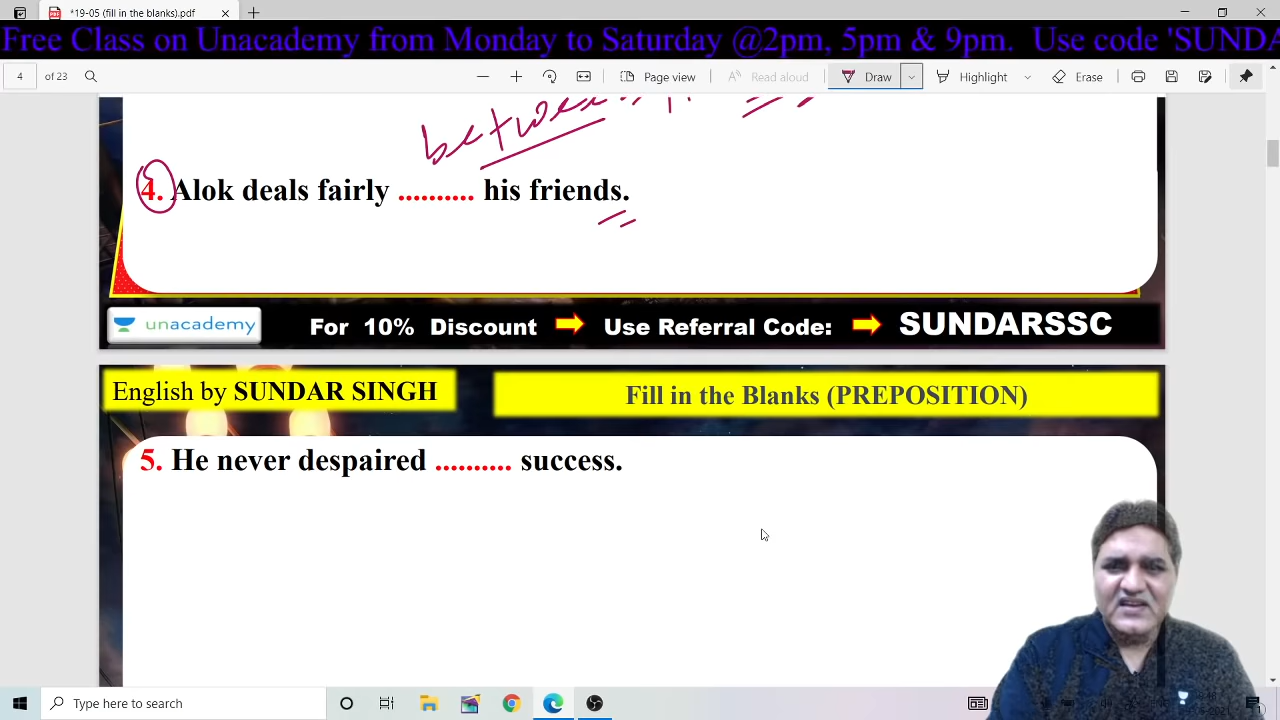 *19-05 (fill in the blanks).pdf
Free Class on Unacademy from Monday to Saturday @2pm, 5pm & 9pm. Use code 'SUNDA
4 of 23 Page view Read aloud Draw Highlight Erase
between
4. Alok deals fairly .......... his friends.
unacademy For 10% Discount Use Referral Code: SUNDARSSC
English by SUNDAR SINGH Fill in the Blanks (PREPOSITION)
5. He never despaired .......... success.
Type here to search